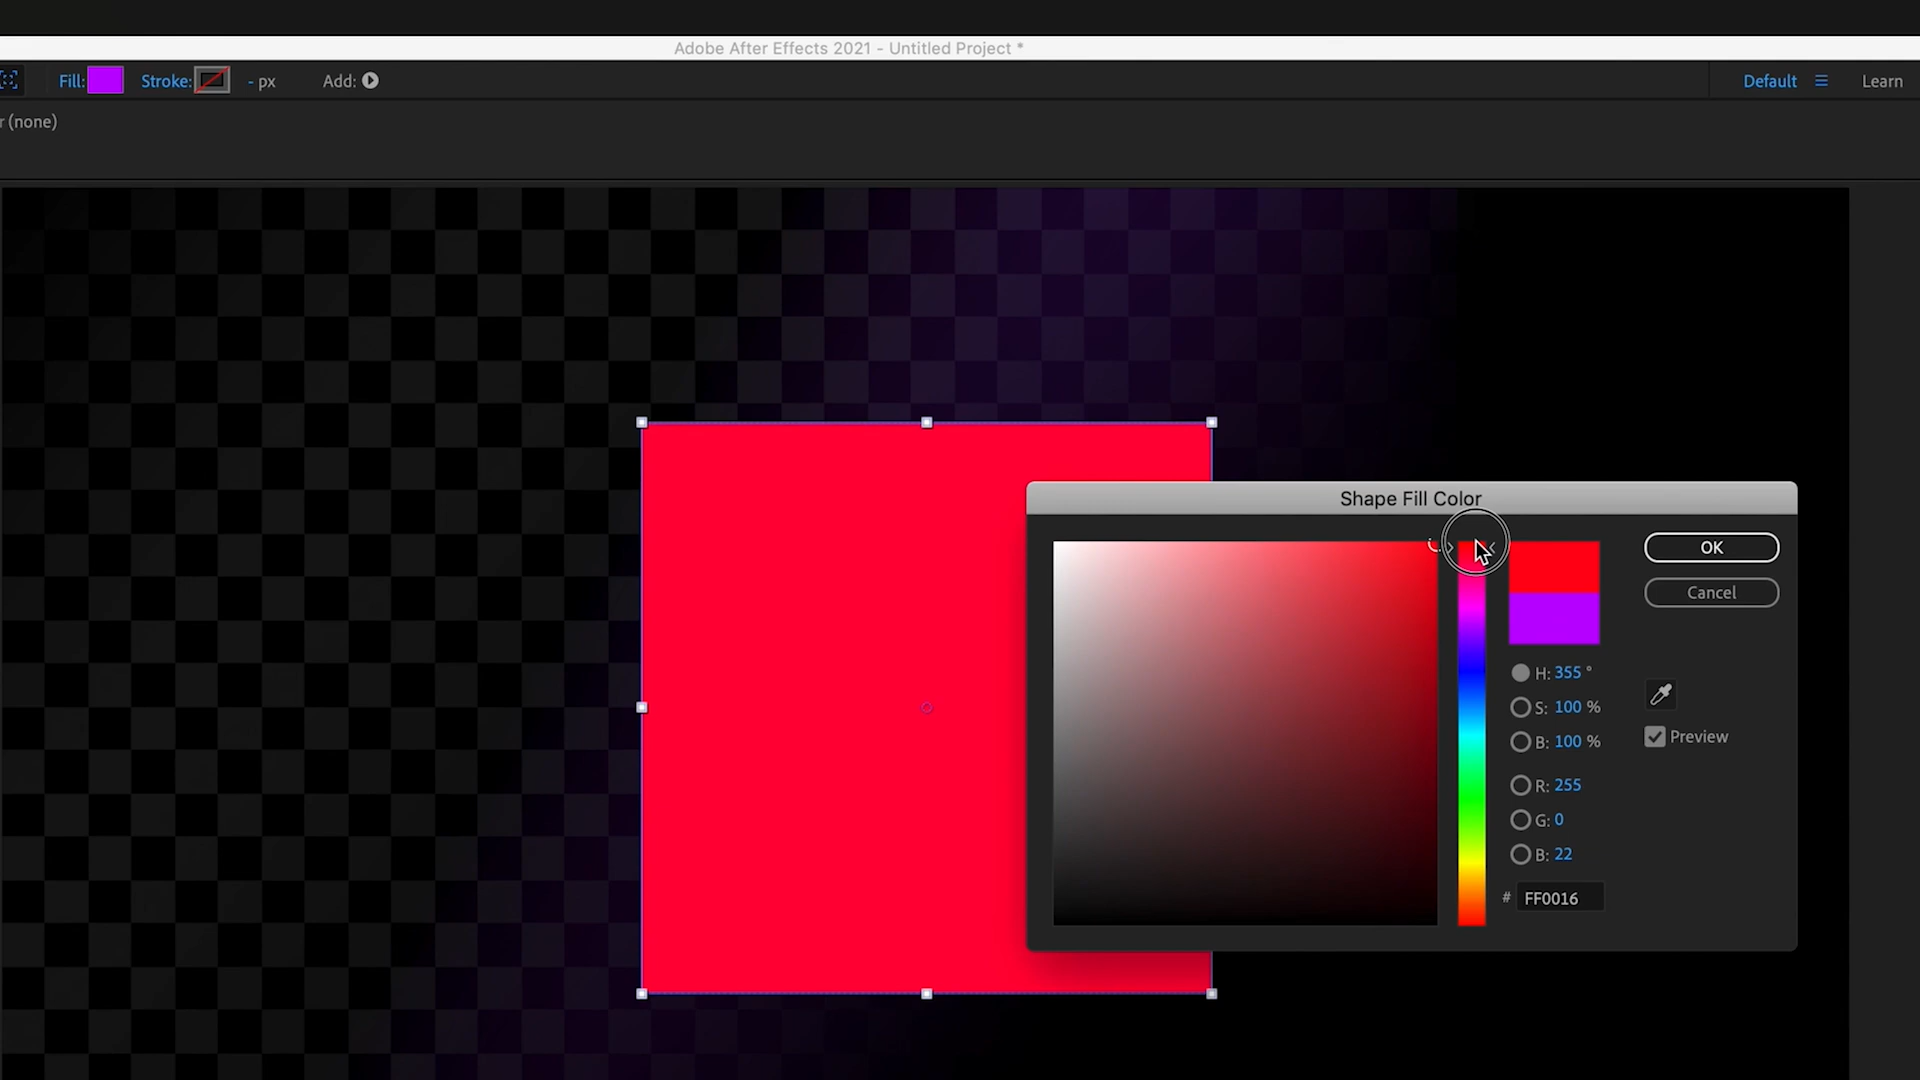 Adobe After Effects 2021 - Untitled Project *
Fill: Stroke: - px Add: Default Learn
r (none)
Shape Fill Color
OK
Cancel
H: 355 °
S: 100 %
B: 100 %
Preview
R: 255
G: 0
B: 22
# FF0016